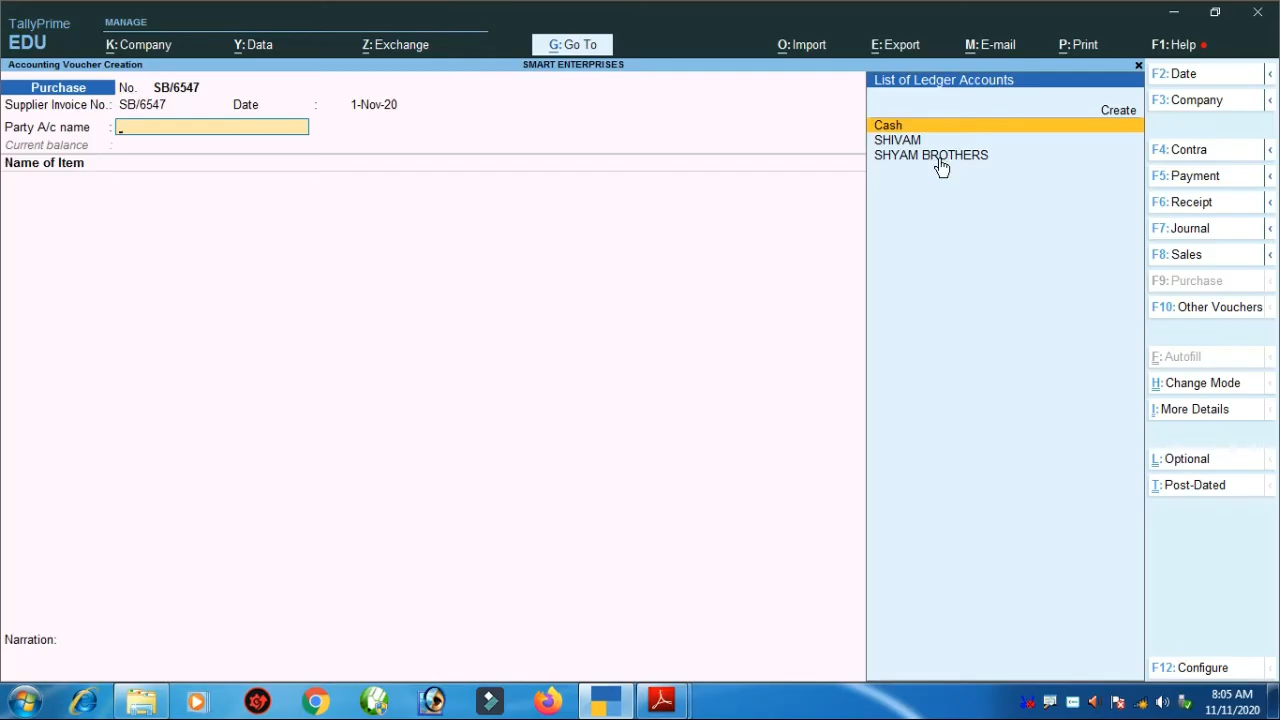 TallyPrime
EDU
MANAGE
K: Company
Y: Data
Z: Exchange
G: Go To
O: Import
E: Export
M: E-mail
P: Print
F1: Help
Accounting Voucher Creation
SMART ENTERPRISES
Purchase No. SB/6547
Supplier Invoice No.: SB/6547 Date : 1-Nov-20
Party A/c name :
Current balance :
Name of Item
Narration:
List of Ledger Accounts
Create
Cash
SHIVAM
SHYAM BROTHERS
F2: Date
F3: Company
F4: Contra
F5: Payment
F6: Receipt
F7: Journal
F8: Sales
F9: Purchase
F10: Other Vouchers
F: Autofill
H: Change Mode
I: More Details
L: Optional
T: Post-Dated
F12: Configure
8:05 AM
11/11/2020